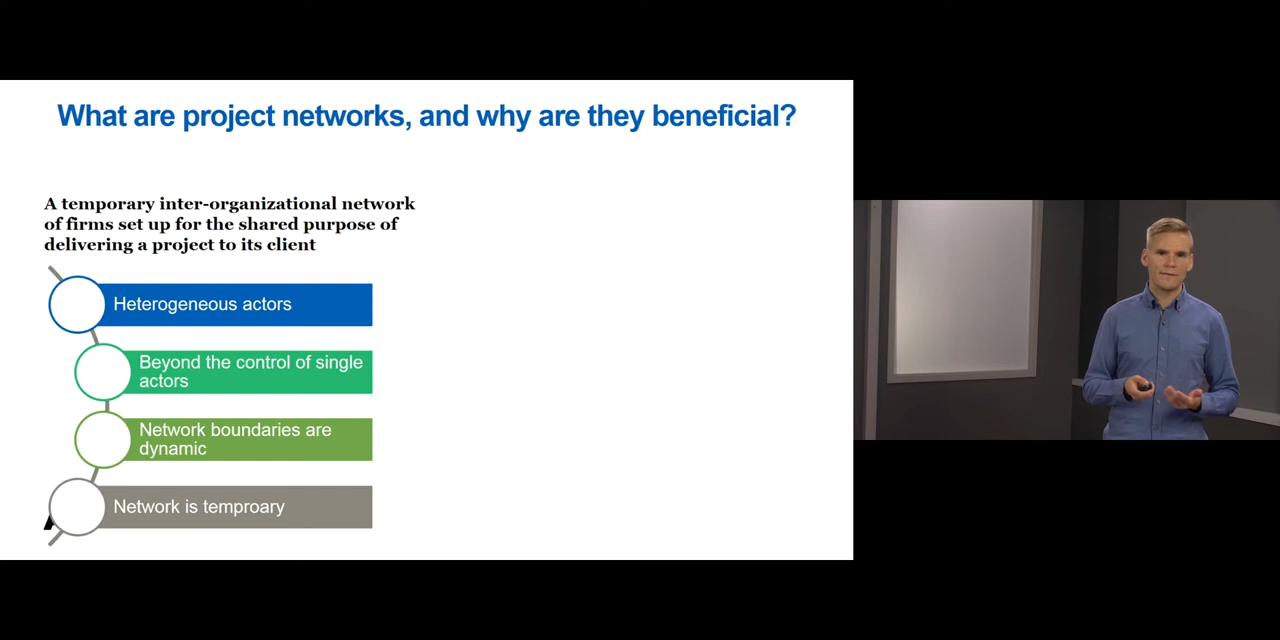 What are project networks, and why are they beneficial?
A temporary inter-organizational network
of firms set up for the shared purpose of
delivering a project to its client
Heterogeneous actors
Beyond the control of single
actors
Network boundaries are
dynamic
Network is temproary